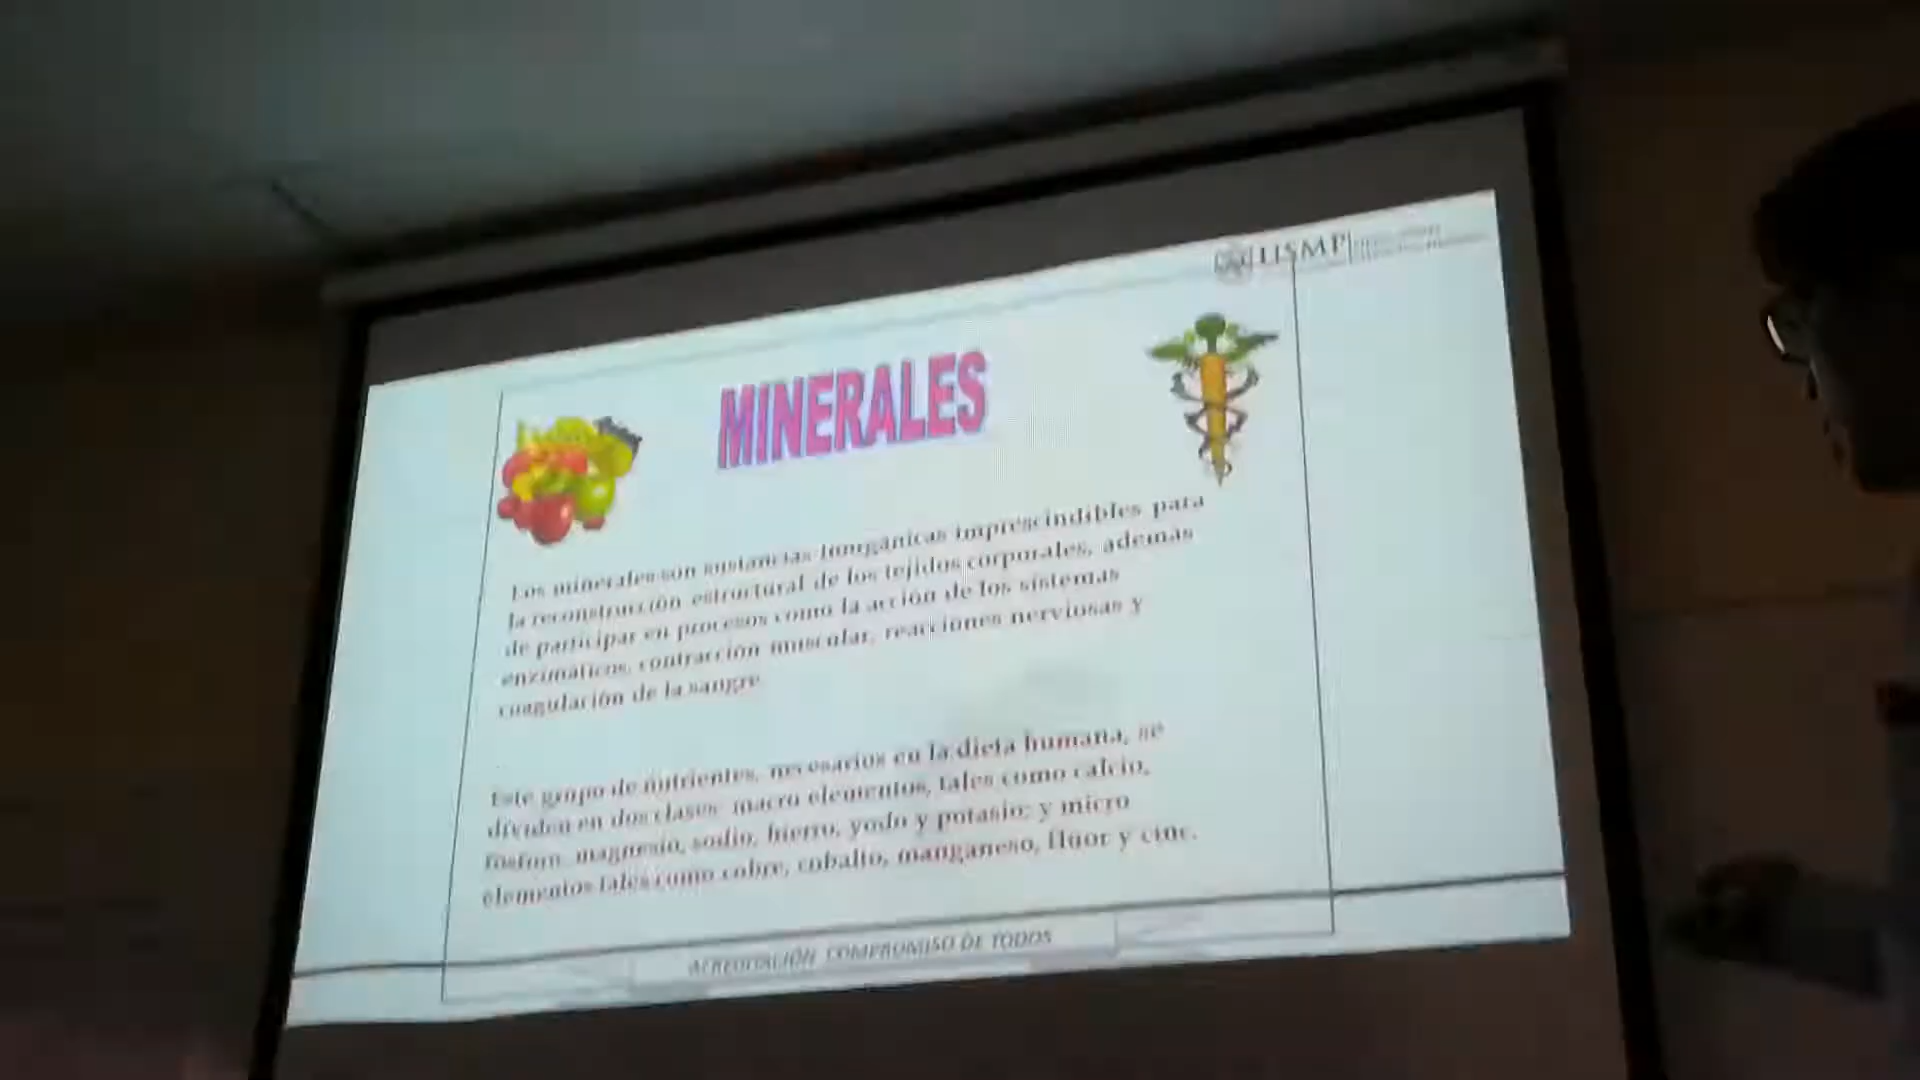 USMP
MINERALES
Los minerales son sustancias inorgánicas imprescindibles para
la reconstrucción estructural de los tejidos corporales, además
de participar en procesos como la acción de los sistemas
enzimáticos, contracción muscular, reacciones nerviosas y
coagulación de la sangre
Este grupo de nutrientes, necesarios en la dieta humana, se
dividen en dos clases: macro elementos, tales como calcio,
fósforo, magnesio, sodio, hierro, yodo y potasio; y micro
elementos tales como cobre, cobalto, manganeso, flúor y cinc.
ACREDITACIÓN COMPROMISO DE TODOS